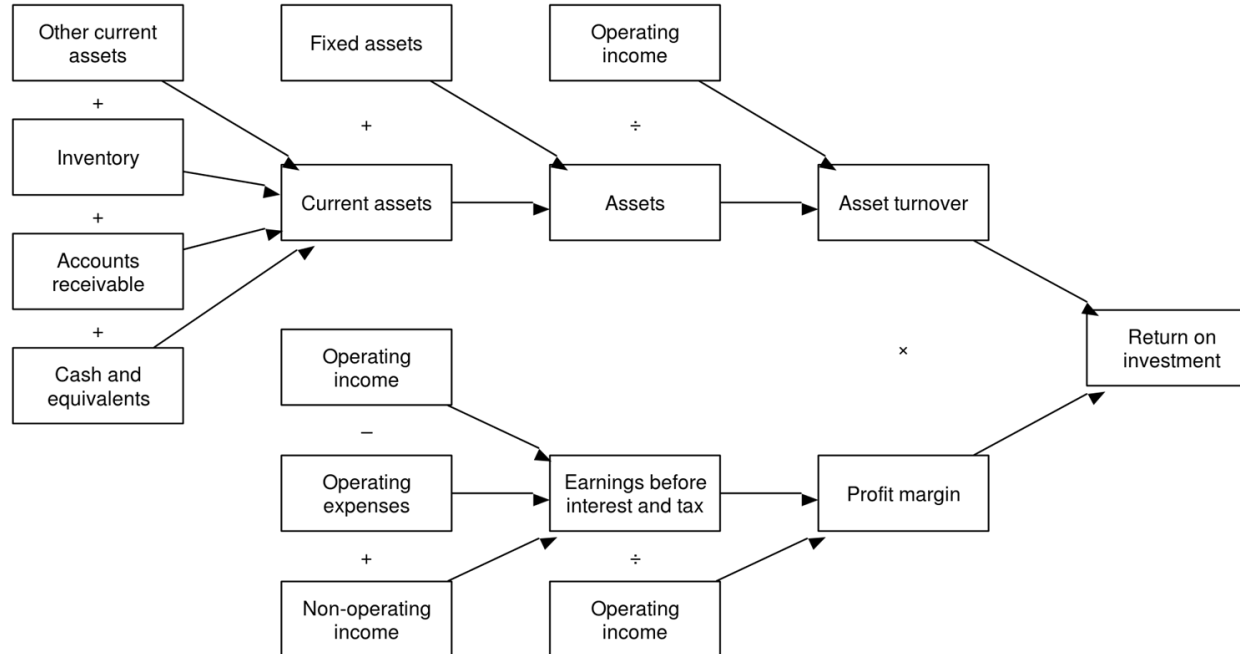 Other current
assets
+
Inventory
+
Accounts
receivable
+
Cash and
equivalents
Fixed assets
+
Current assets
Operating
income
÷
Assets
Asset turnover
Operating
income
–
Operating
expenses
+
Non-operating
income
Earnings before
interest and tax
÷
Operating
income
Profit margin
×
Return on
investment